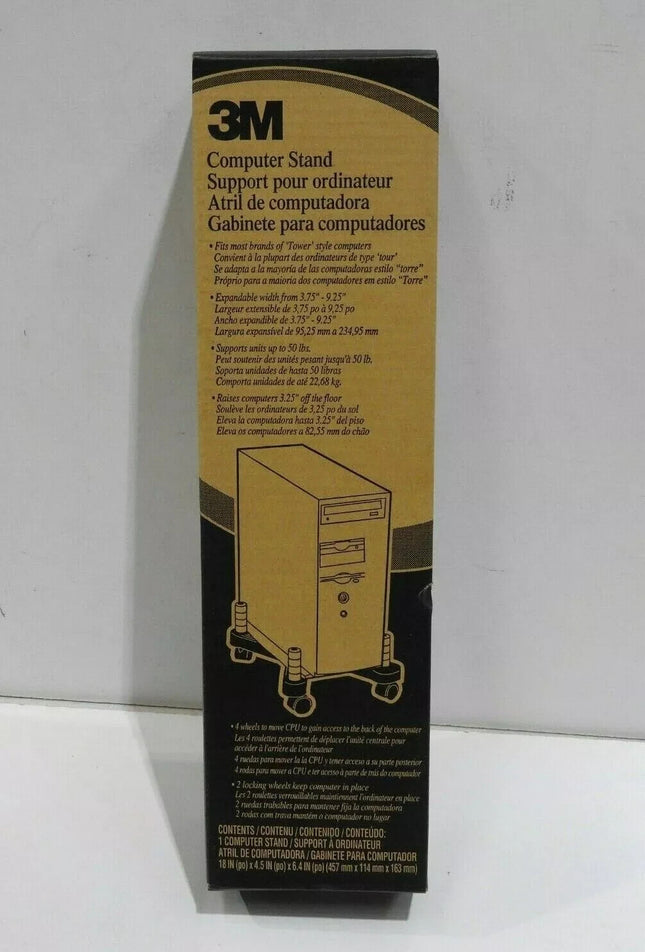 3M
Computer Stand
Support pour ordinateur
Atril de computadora
Gabinete para computadores
• Fits most brands of 'Tower' style computers
Convient à la plupart des ordinateurs de type 'tour'
Se adapta a la mayoría de las computadoras estilo "torre"
Próprio para a maioria dos computadores em estilo "Torre"
• Expandable width from 3.75" - 9.25"
Largeur extensible de 3,75 po à 9,25 po
Ancho expandible de 3.75" - 9.25"
Largura expansível de 95,25 mm a 234,95 mm
• Supports units up to 50 lbs.
Peut soutenir des unités pesant jusqu'à 50 lb.
Soporta unidades de hasta 50 libras
Comporta unidades de até 22,68 kg.
• Raises computers 3.25" off the floor
Soulève les ordinateurs de 3,25 po du sol
Eleva la computadora hasta 3.25" del piso
Eleva os computadores a 82,55 mm do chão
• 4 wheels to move CPU to gain access to the back of the computer
Les 4 roulettes permettent de déplacer l'unité centrale pour
accéder à l'arrière de l'ordinateur
4 ruedas para mover la la CPU y tener acceso a su parte posterior
4 rodas para mover a CPU e ter acesso à parte de trás do computador
• 2 locking wheels keep computer in place
Les 2 roulettes verrouillables maintiennent l'ordinateur en place
2 ruedas trabables para mantener fija la computadora
2 rodas com trava mantém o computador no lugar
CONTENTS / CONTENU / CONTENIDO / CONTEÚDO:
1 COMPUTER STAND / SUPPORT À ORDINATEUR
ATRIL DE COMPUTADORA / GABINETE PARA COMPUTADOR
18 IN (po) x 4.5 IN (po) x 6.4 IN (po) (457 mm x 114 mm x 163 mm)